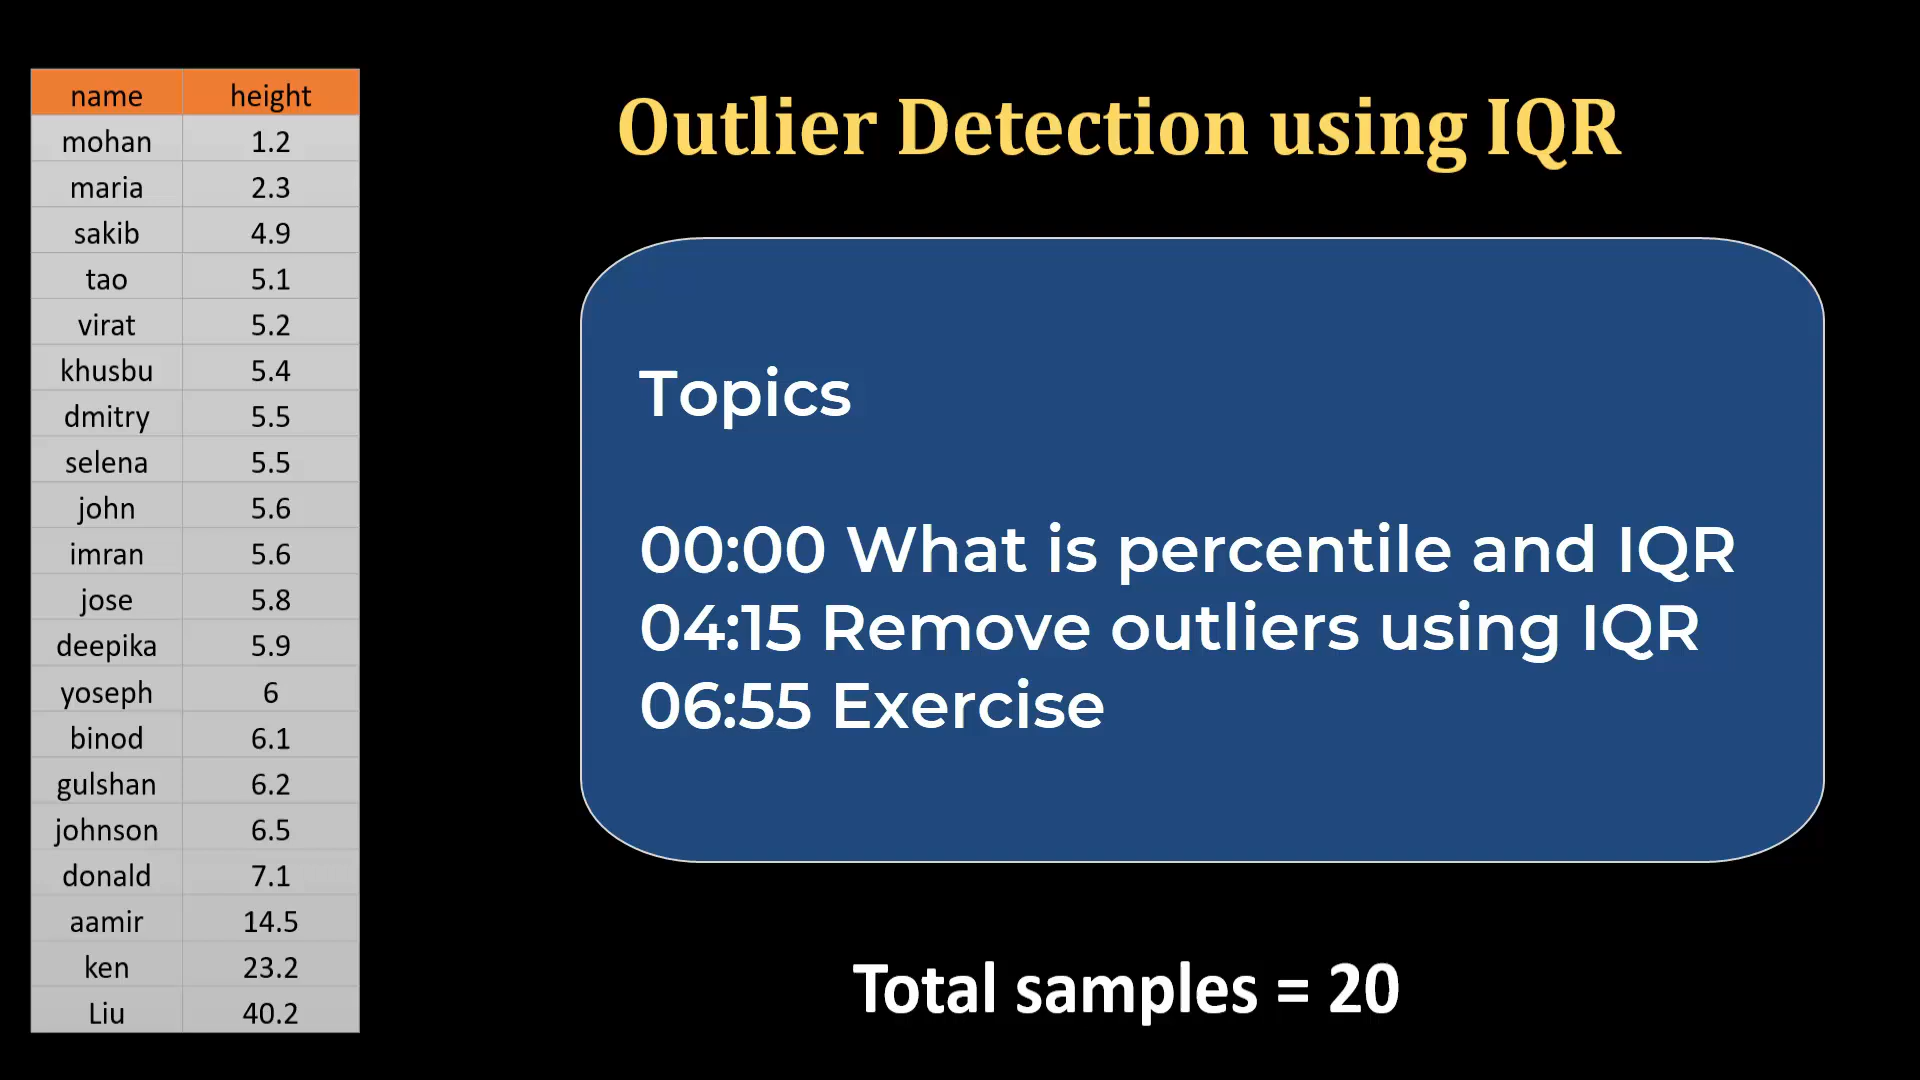 Outlier Detection using IQR
name height
mohan 1.2
maria 2.3
sakib 4.9
tao 5.1
virat 5.2
khusbu 5.4
dmitry 5.5
selena 5.5
john 5.6
imran 5.6
jose 5.8
deepika 5.9
yoseph 6
binod 6.1
gulshan 6.2
johnson 6.5
donald 7.1
aamir 14.5
ken 23.2
Liu 40.2
Topics
00:00 What is percentile and IQR
04:15 Remove outliers using IQR
06:55 Exercise
Total samples = 20